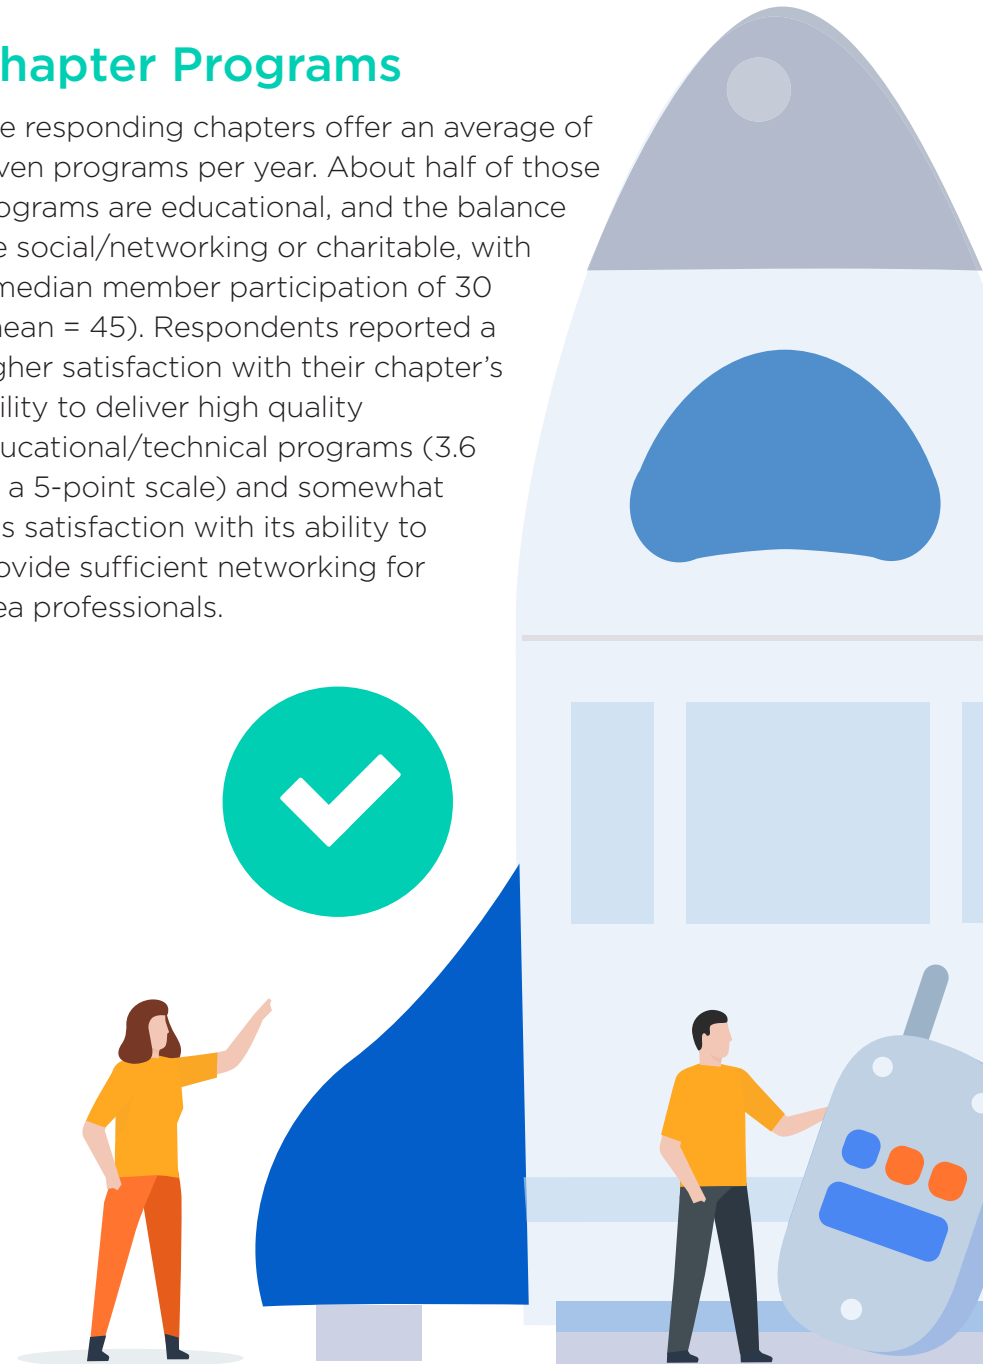 hapter Programs
e responding chapters offer an average of
ven programs per year. About half of those
ograms are educational, and the balance
e social/networking or charitable, with
median member participation of 30
ean = 45). Respondents reported a
gher satisfaction with their chapter’s
ility to deliver high quality
ucational/technical programs (3.6
a 5-point scale) and somewhat
s satisfaction with its ability to
ovide sufficient networking for
ea professionals.